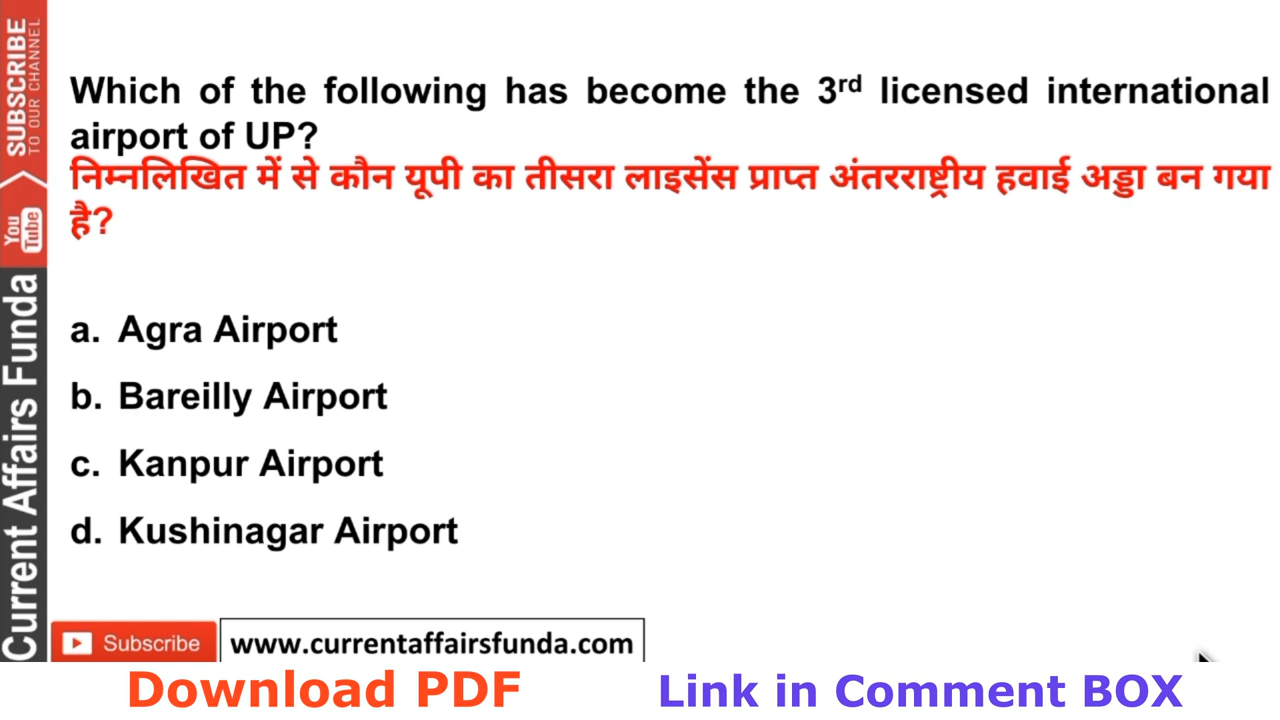 SUBSCRIBE
TO OUR CHANNEL
You
Tube
Current Affairs Funda
Which of the following has become the 3rd licensed international
airport of UP?
निम्नलिखित में से कौन यूपी का तीसरा लाइसेंस प्राप्त अंतरराष्ट्रीय हवाई अड्डा बन गया
है?
a. Agra Airport
b. Bareilly Airport
c. Kanpur Airport
d. Kushinagar Airport
Subscribe
www.currentaffairsfunda.com
Download PDF
Link in Comment BOX